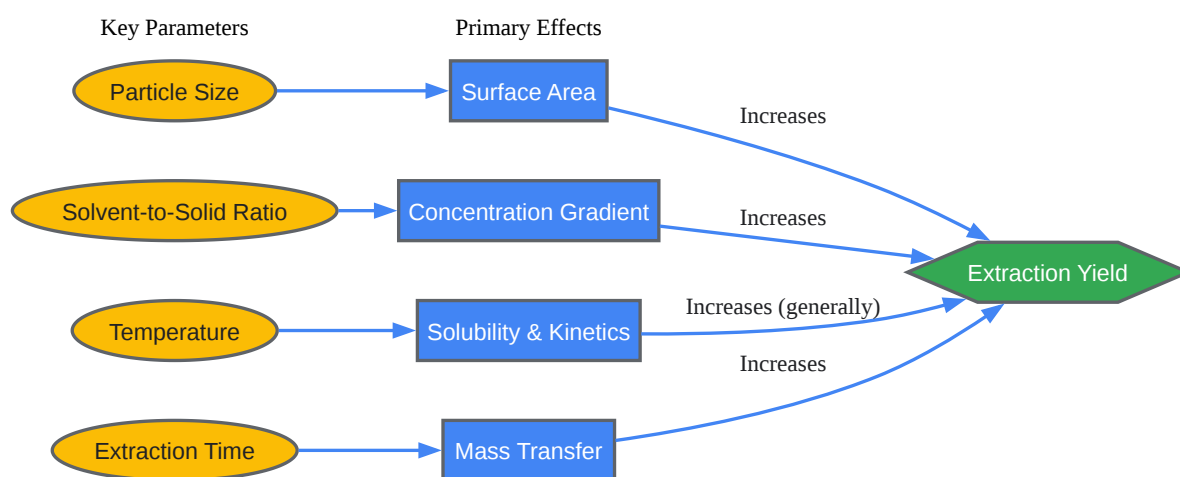 Key Parameters
Primary Effects
Particle Size
Surface Area
Increases
Solvent-to-Solid Ratio
Concentration Gradient
Increases
Extraction Yield
Temperature
Solubility & Kinetics
Increases (generally)
Increases
Extraction Time
Mass Transfer